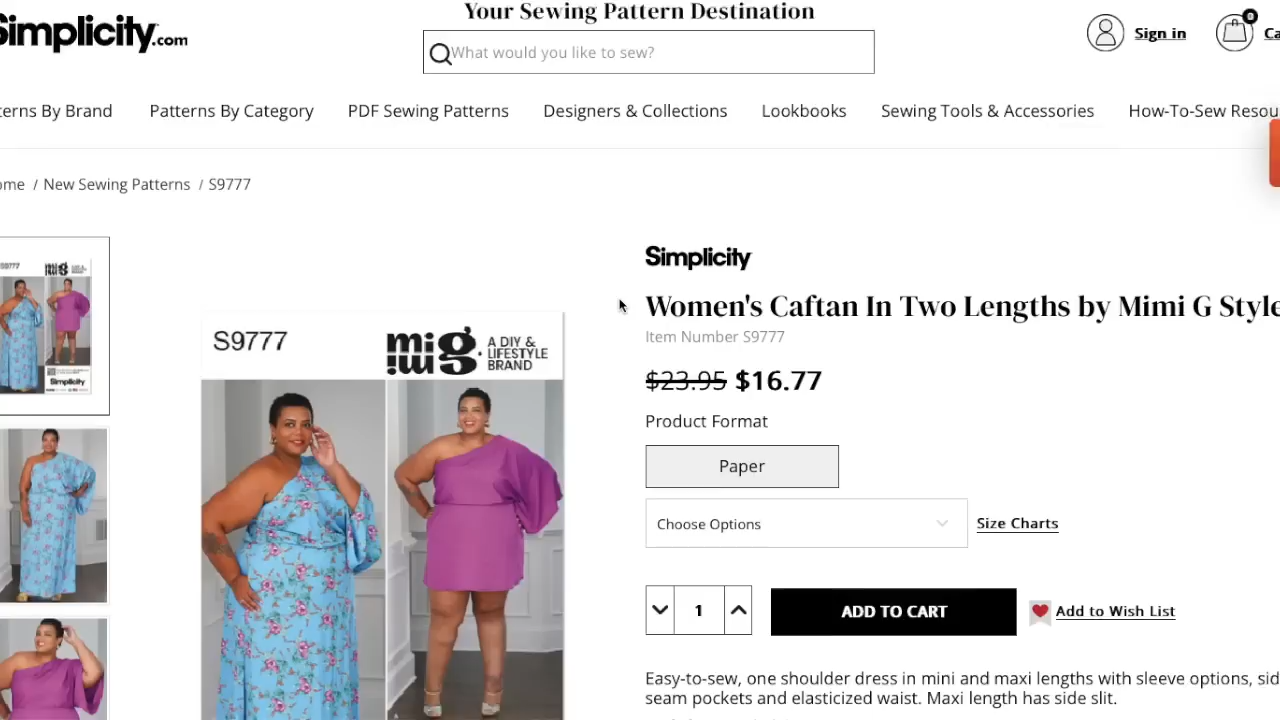 Your Sewing Pattern Destination
Simplicity.com
What would you like to sew?
Sign in
0
Patterns By Category
PDF Sewing Patterns
Designers & Collections
Lookbooks
Sewing Tools & Accessories
How-To-Sew
By Brand
/ New Sewing Patterns / S9777
Simplicity
Women's Caftan In Two Lengths by Mimi G Style
Item Number S9777
$23.95 $16.77
Product Format
Paper
Choose Options
Size Charts
1
ADD TO CART
Add to Wish List
Easy-to-sew, one shoulder dress in mini and maxi lengths with sleeve options,
seam pockets and elasticized waist. Maxi length has side slit.
S9777
mimi g.
A DIY &
LIFESTYLE
BRAND
S9777
Simplicity